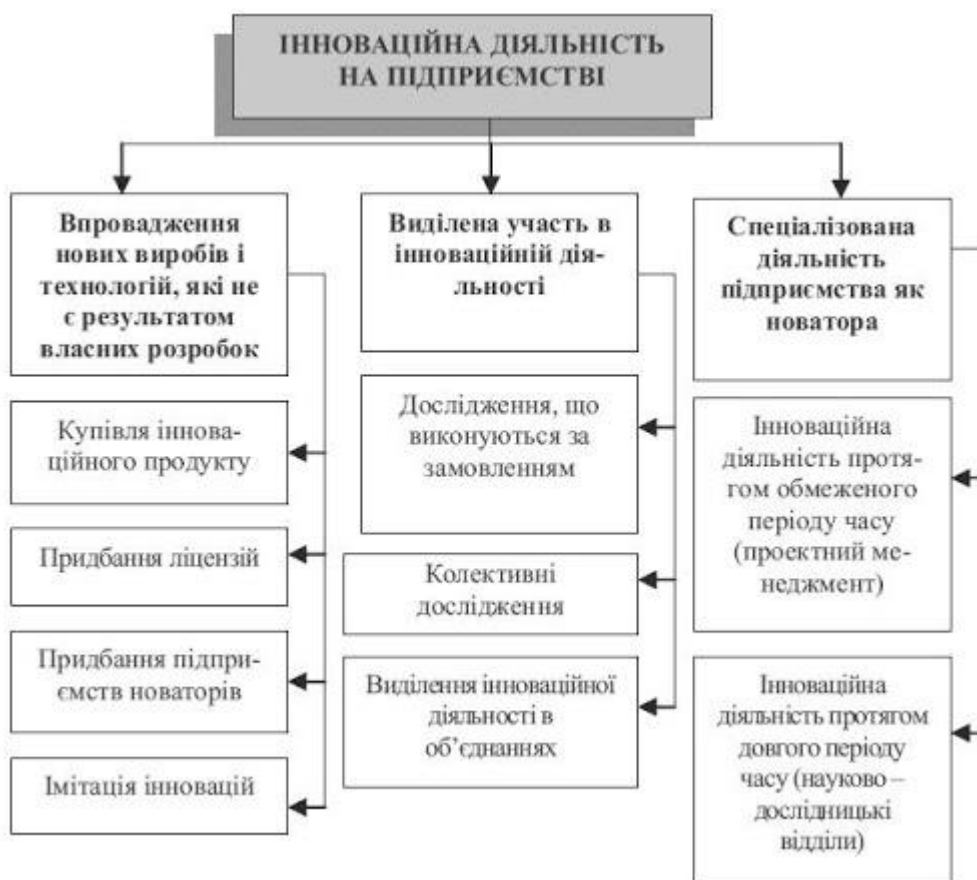 ІННОВАЦІЙНА ДІЯЛЬНІСТЬ
НА ПІДПРИЄМСТВІ
Впровадження
нових виробів і
технологій, які не
є результатом
власних розробок
Купівля іннова-
ційного продукту
Придбання ліцензій
Придбання підпри-
ємств новаторів
Імітація інновацій
Виділена участь в
інноваційній дія-
льності
Дослідження, що
виконуються за
замовленням
Колективні
дослідження
Виділення інноваційної
діяльності в
об’єднаннях
Спеціалізована
діяльність
підприємства як
новатора
Інноваційна
діяльність протя-
гом обмеженого
періоду часу
(проектний ме-
неджмент)
Інноваційна
діяльність протягом
довгого періоду
часу (науково –
дослідницькі
відділи)